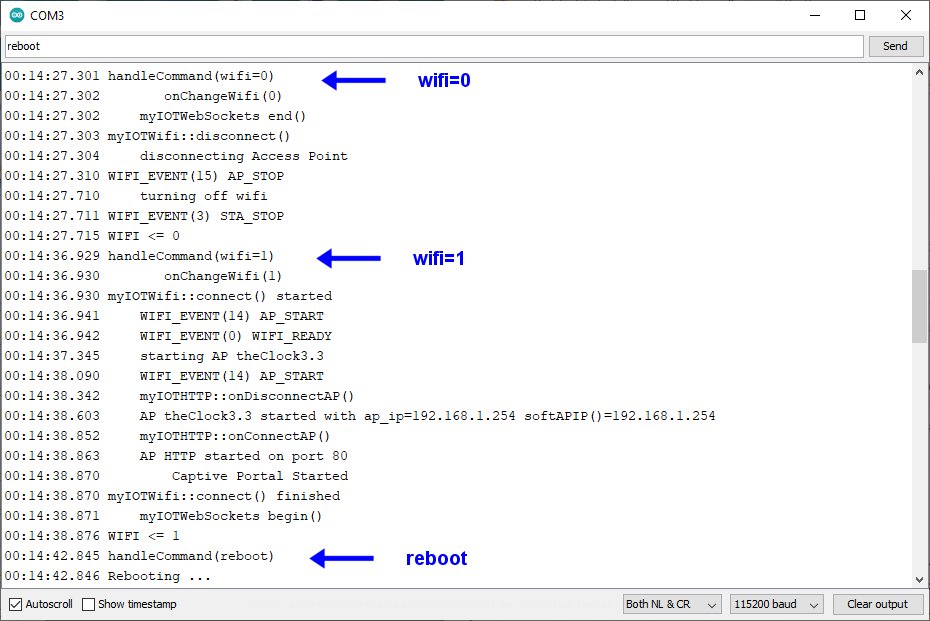 COM3
reboot
Send
00:14:27.301 handleCommand(wifi=0) wifi=0
00:14:27.302 onChangeWifi(0)
00:14:27.302 myIOTWebSockets end()
00:14:27.303 myIOTWifi::disconnect()
00:14:27.304 disconnecting Access Point
00:14:27.310 WIFI_EVENT(15) AP_STOP
00:14:27.710 turning off wifi
00:14:27.711 WIFI_EVENT(3) STA_STOP
00:14:27.715 WIFI <= 0
00:14:36.929 handleCommand(wifi=1) wifi=1
00:14:36.930 onChangeWifi(1)
00:14:36.930 myIOTWifi::connect() started
00:14:36.941 WIFI_EVENT(14) AP_START
00:14:36.942 WIFI_EVENT(0) WIFI_READY
00:14:37.345 starting AP theClock3.3
00:14:38.090 WIFI_EVENT(14) AP_START
00:14:38.342 myIOTHTTP::onDisconnectAP()
00:14:38.603 AP theClock3.3 started with ap_ip=192.168.1.254 softAPIP()=192.168.1.254
00:14:38.852 myIOTHTTP::onConnectAP()
00:14:38.863 AP HTTP started on port 80
00:14:38.870 Captive Portal Started
00:14:38.870 myIOTWifi::connect() finished
00:14:38.871 myIOTWebSockets begin()
00:14:38.876 WIFI <= 1
00:14:42.845 handleCommand(reboot) reboot
00:14:42.846 Rebooting ...
Autoscroll Show timestamp Both NL & CR 115200 baud Clear output